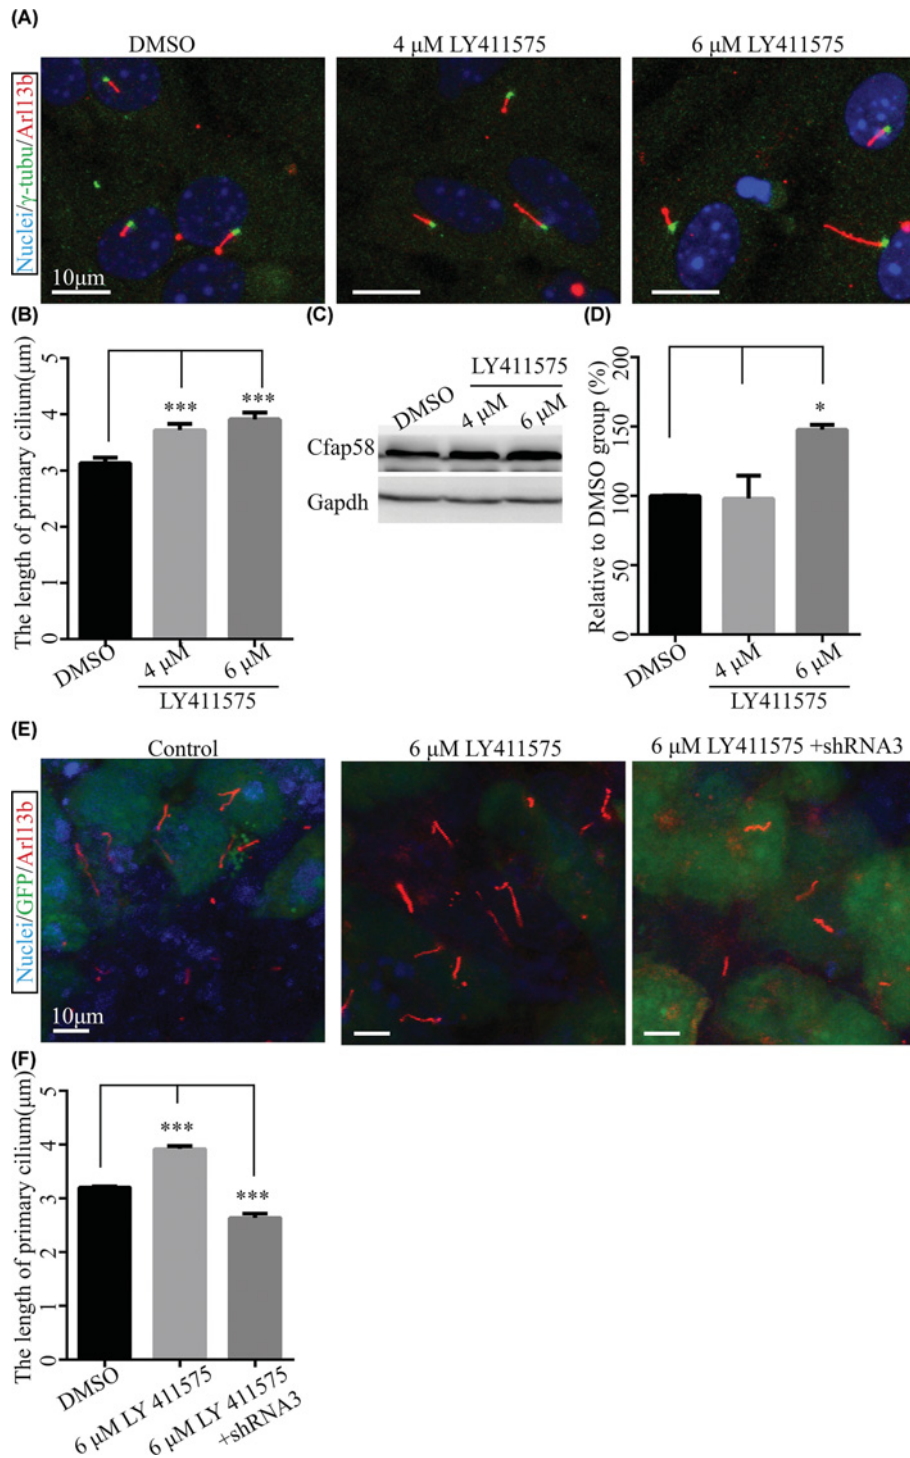 (A)
DMSO
4 μM LY411575
6 μM LY411575
Nuclei/γ-tubu/Arl13b
10μm
(B)
The length of primary cilium(μm)
5
4
3
2
1
0
***
***
DMSO
4 μM
6 μM
LY411575
(C)
LY411575
DMSO
4 μM
6 μM
Cfap58
Gapdh
(D)
Relative to DMSO group (%)
200
150
100
50
0
*
DMSO
4 μM
6 μM
LY411575
(E)
Control
6 μM LY411575
6 μM LY411575 +shRNA3
Nuclei/GFP/Arl13b
10μm
(F)
The length of primary cilium(μm)
5
4
3
2
1
0
***
***
DMSO
6 μM LY 411575
6 μM LY 411575
+shRNA3